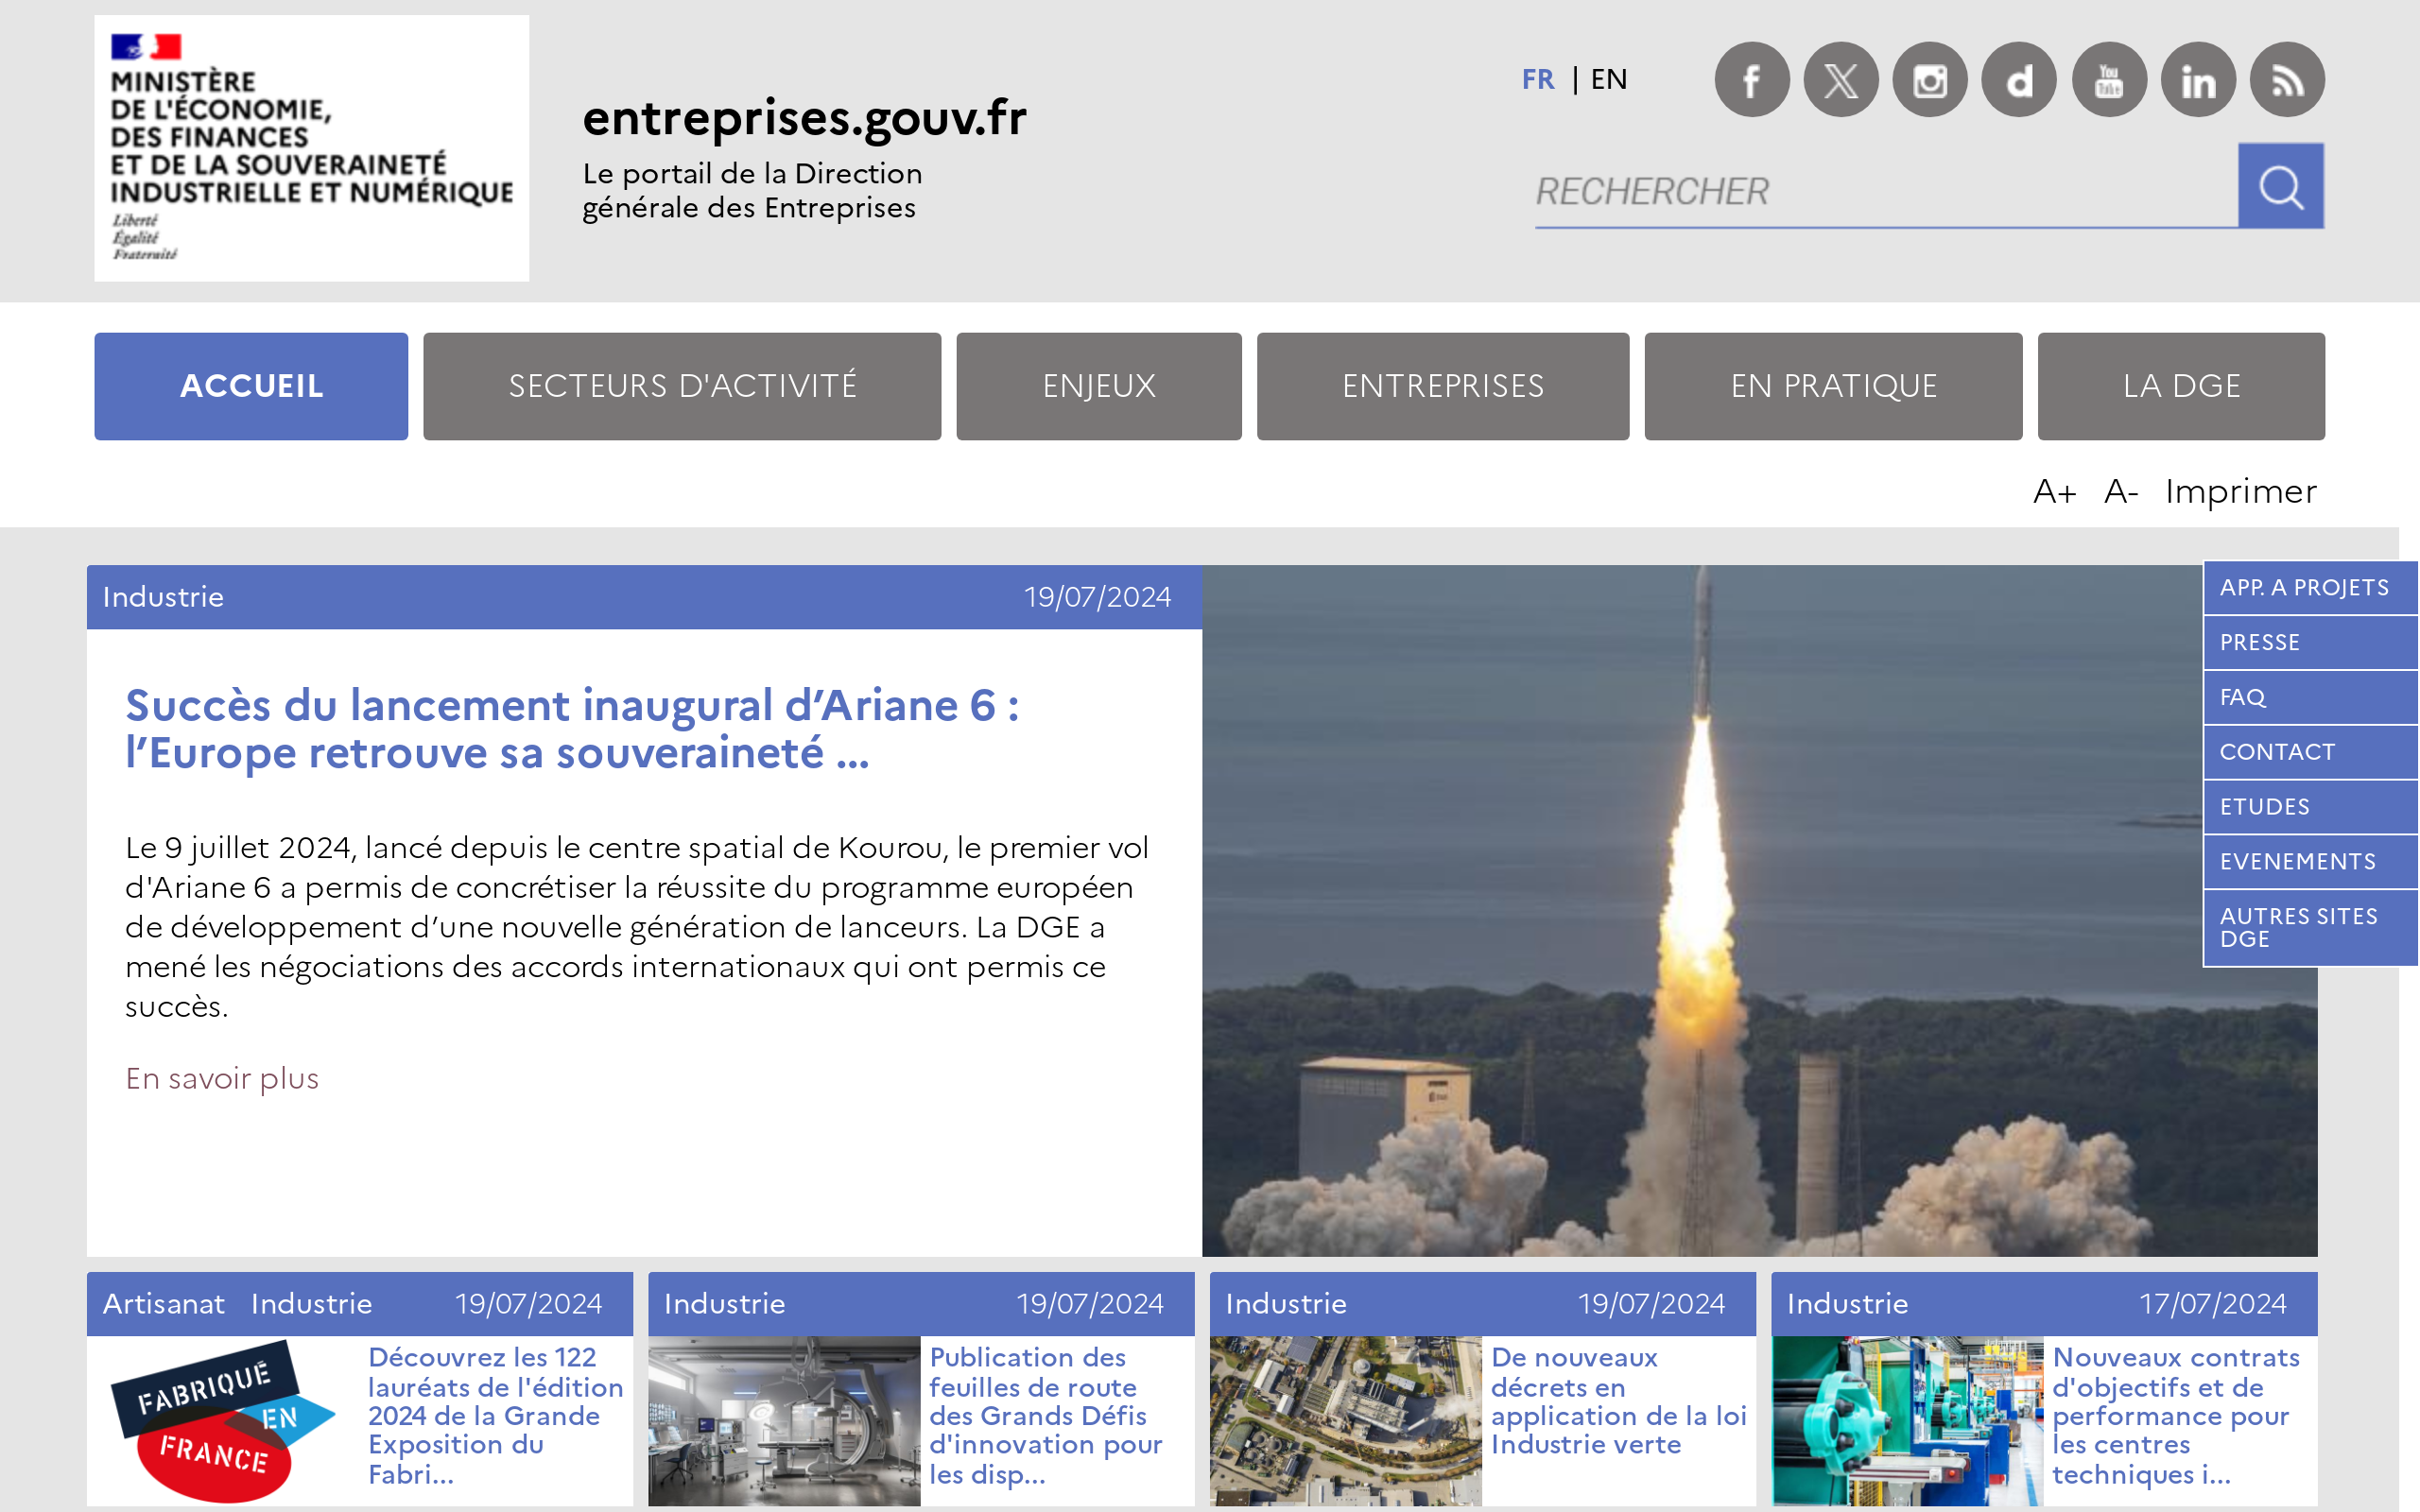 MINISTÈRE
DE L'ÉCONOMIE,
DES FINANCES
ET DE LA SOUVERAINETÉ
INDUSTRIELLE ET NUMÉRIQUE
Liberté
Égalité
Fraternité
entreprises.gouv.fr
Le portail de la Direction
générale des Entreprises
FR | EN
RECHERCHER
ACCUEIL
SECTEURS D'ACTIVITÉ
ENJEUX
ENTREPRISES
EN PRATIQUE
LA DGE
A+ A- Imprimer
Industrie 19/07/2024
Succès du lancement inaugural d’Ariane 6 :
l’Europe retrouve sa souveraineté ...
Le 9 juillet 2024, lancé depuis le centre spatial de Kourou, le premier vol
d'Ariane 6 a permis de concrétiser la réussite du programme européen
de développement d’une nouvelle génération de lanceurs. La DGE a
mené les négociations des accords internationaux qui ont permis ce
succès.
En savoir plus
APP. A PROJETS
PRESSE
FAQ
CONTACT
ETUDES
EVENEMENTS
AUTRES SITES
DGE
Artisanat Industrie 19/07/2024
FABRIQUÉ
EN
FRANCE
Découvrez les 122
lauréats de l'édition
2024 de la Grande
Exposition du
Fabri...
Industrie 19/07/2024
Publication des
feuilles de route
des Grands Défis
d'innovation pour
les disp...
Industrie 19/07/2024
De nouveaux
décrets en
application de la loi
Industrie verte
Industrie 17/07/2024
Nouveaux contrats
d'objectifs et de
performance pour
les centres
techniques i...